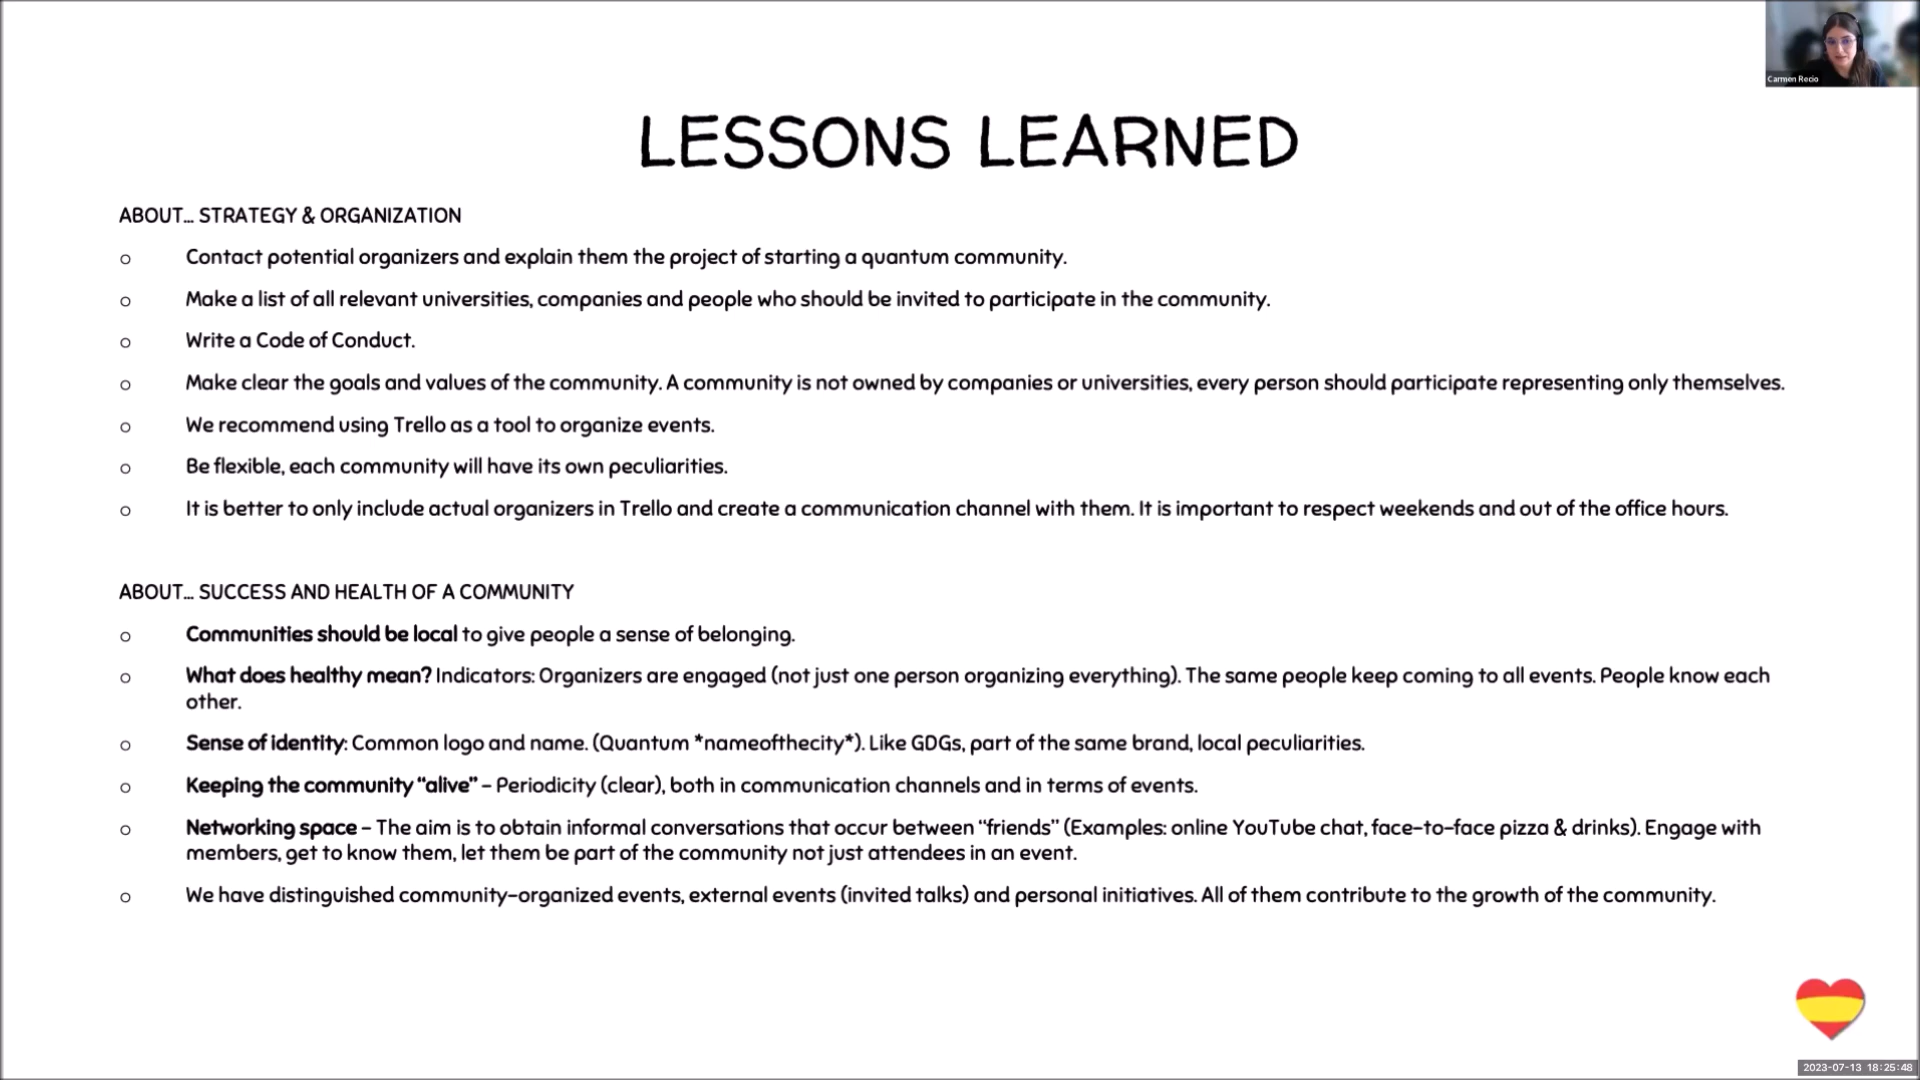 Carmen Recio
LESSONS LEARNED
ABOUT... STRATEGY & ORGANIZATION
o Contact potential organizers and explain them the project of starting a quantum community.
o Make a list of all relevant universities, companies and people who should be invited to participate in the community.
o Write a Code of Conduct.
o Make clear the goals and values of the community. A community is not owned by companies or universities, every person should participate representing only themselves.
o We recommend using Trello as a tool to organize events.
o Be flexible, each community will have its own peculiarities.
o It is better to only include actual organizers in Trello and create a communication channel with them. It is important to respect weekends and out of the office hours.
ABOUT... SUCCESS AND HEALTH OF A COMMUNITY
o Communities should be local to give people a sense of belonging.
o What does healthy mean? Indicators: Organizers are engaged (not just one person organizing everything). The same people keep coming to all events. People know each
other.
o Sense of identity: Common logo and name. (Quantum *nameofthecity*). Like GDGs, part of the same brand, local peculiarities.
o Keeping the community “alive” – Periodicity (clear), both in communication channels and in terms of events.
o Networking space – The aim is to obtain informal conversations that occur between “friends” (Examples: online YouTube chat, face-to-face pizza & drinks). Engage with
members, get to know them, let them be part of the community not just attendees in an event.
o We have distinguished community-organized events, external events (invited talks) and personal initiatives. All of them contribute to the growth of the community.
2023-07-13 18:25:48